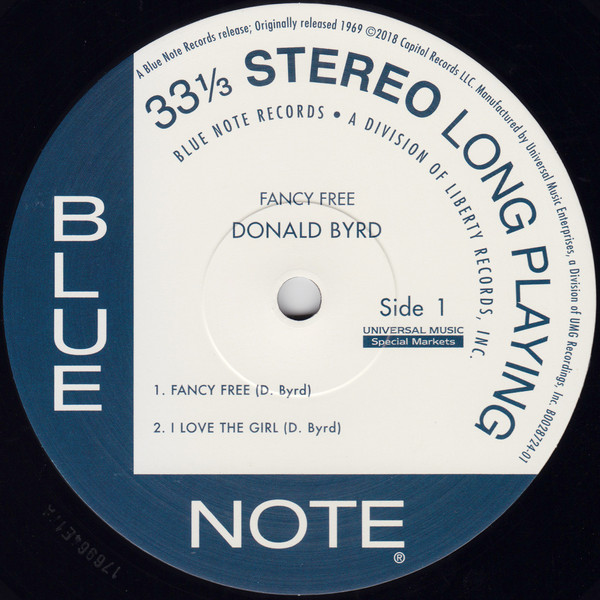 A Blue Note Records release; Originally released 1969 ©2018 Capitol Records LLC. Manufactured by Universal Music Enterprises, a Division of UMG Recordings, Inc. B0028724-01
33⅓ STEREO LONG PLAYING
BLUE NOTE RECORDS • A DIVISION OF LIBERTY RECORDS, INC.
FANCY FREE
DONALD BYRD
Side 1
UNIVERSAL MUSIC
Special Markets
1. FANCY FREE (D. Byrd)
2. I LOVE THE GIRL (D. Byrd)
BLUE
NOTE®